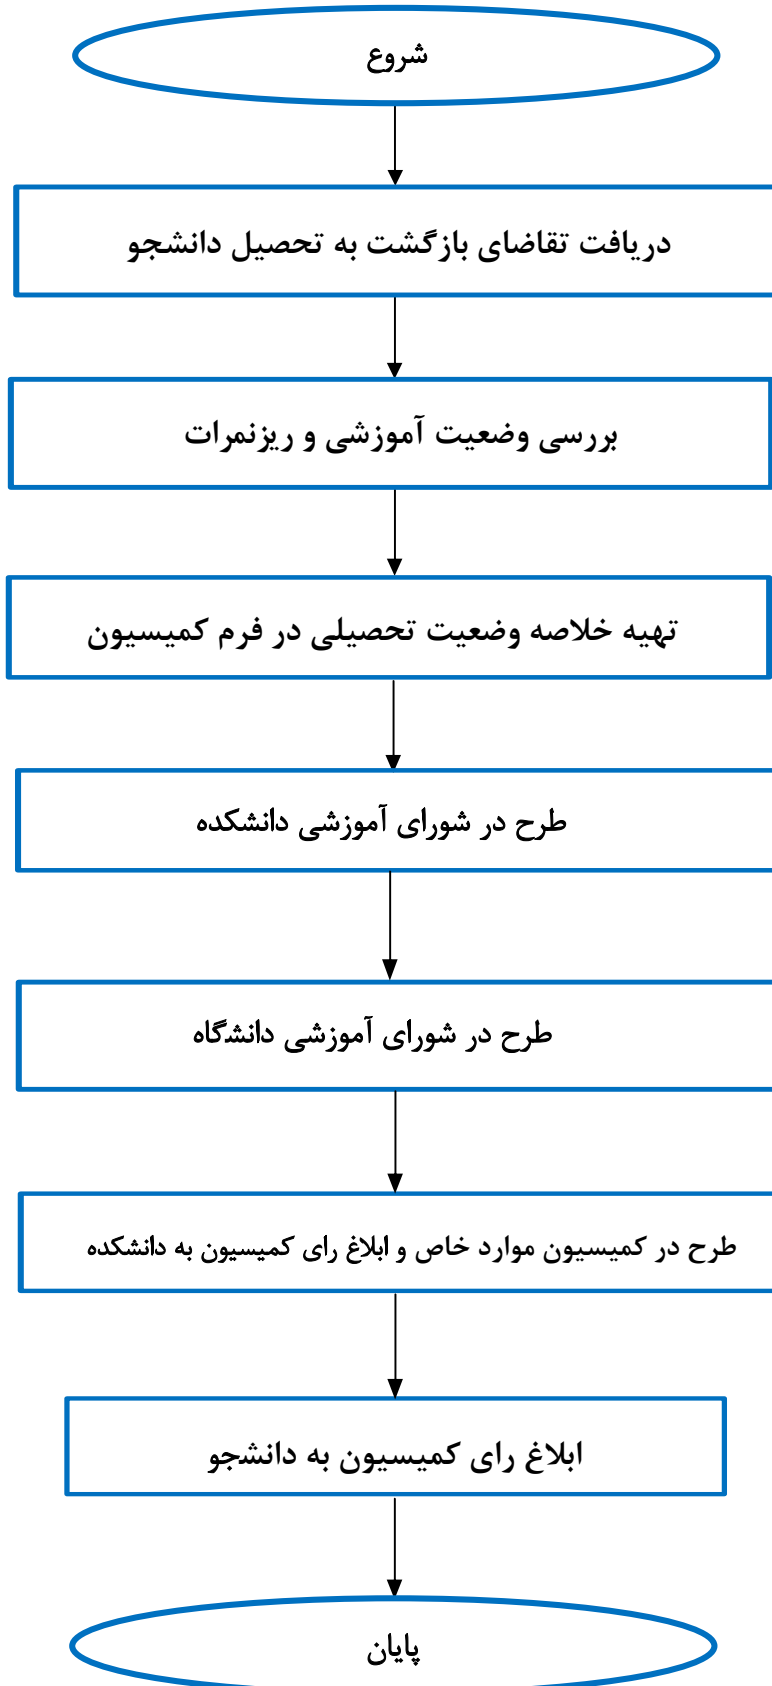 شروع
دریافت تقاضای بازگشت به تحصیل دانشجو
بررسی وضعیت آموزشی و ریزنمرات
تهیه خلاصه وضعیت تحصیلی در فرم کمیسیون
طرح در شورای آموزشی دانشکده
طرح در شورای آموزشی دانشگاه
طرح در کمیسیون موارد خاص و ابلاغ رای کمیسیون به دانشکده
ابلاغ رای کمیسیون به دانشجو
پایان